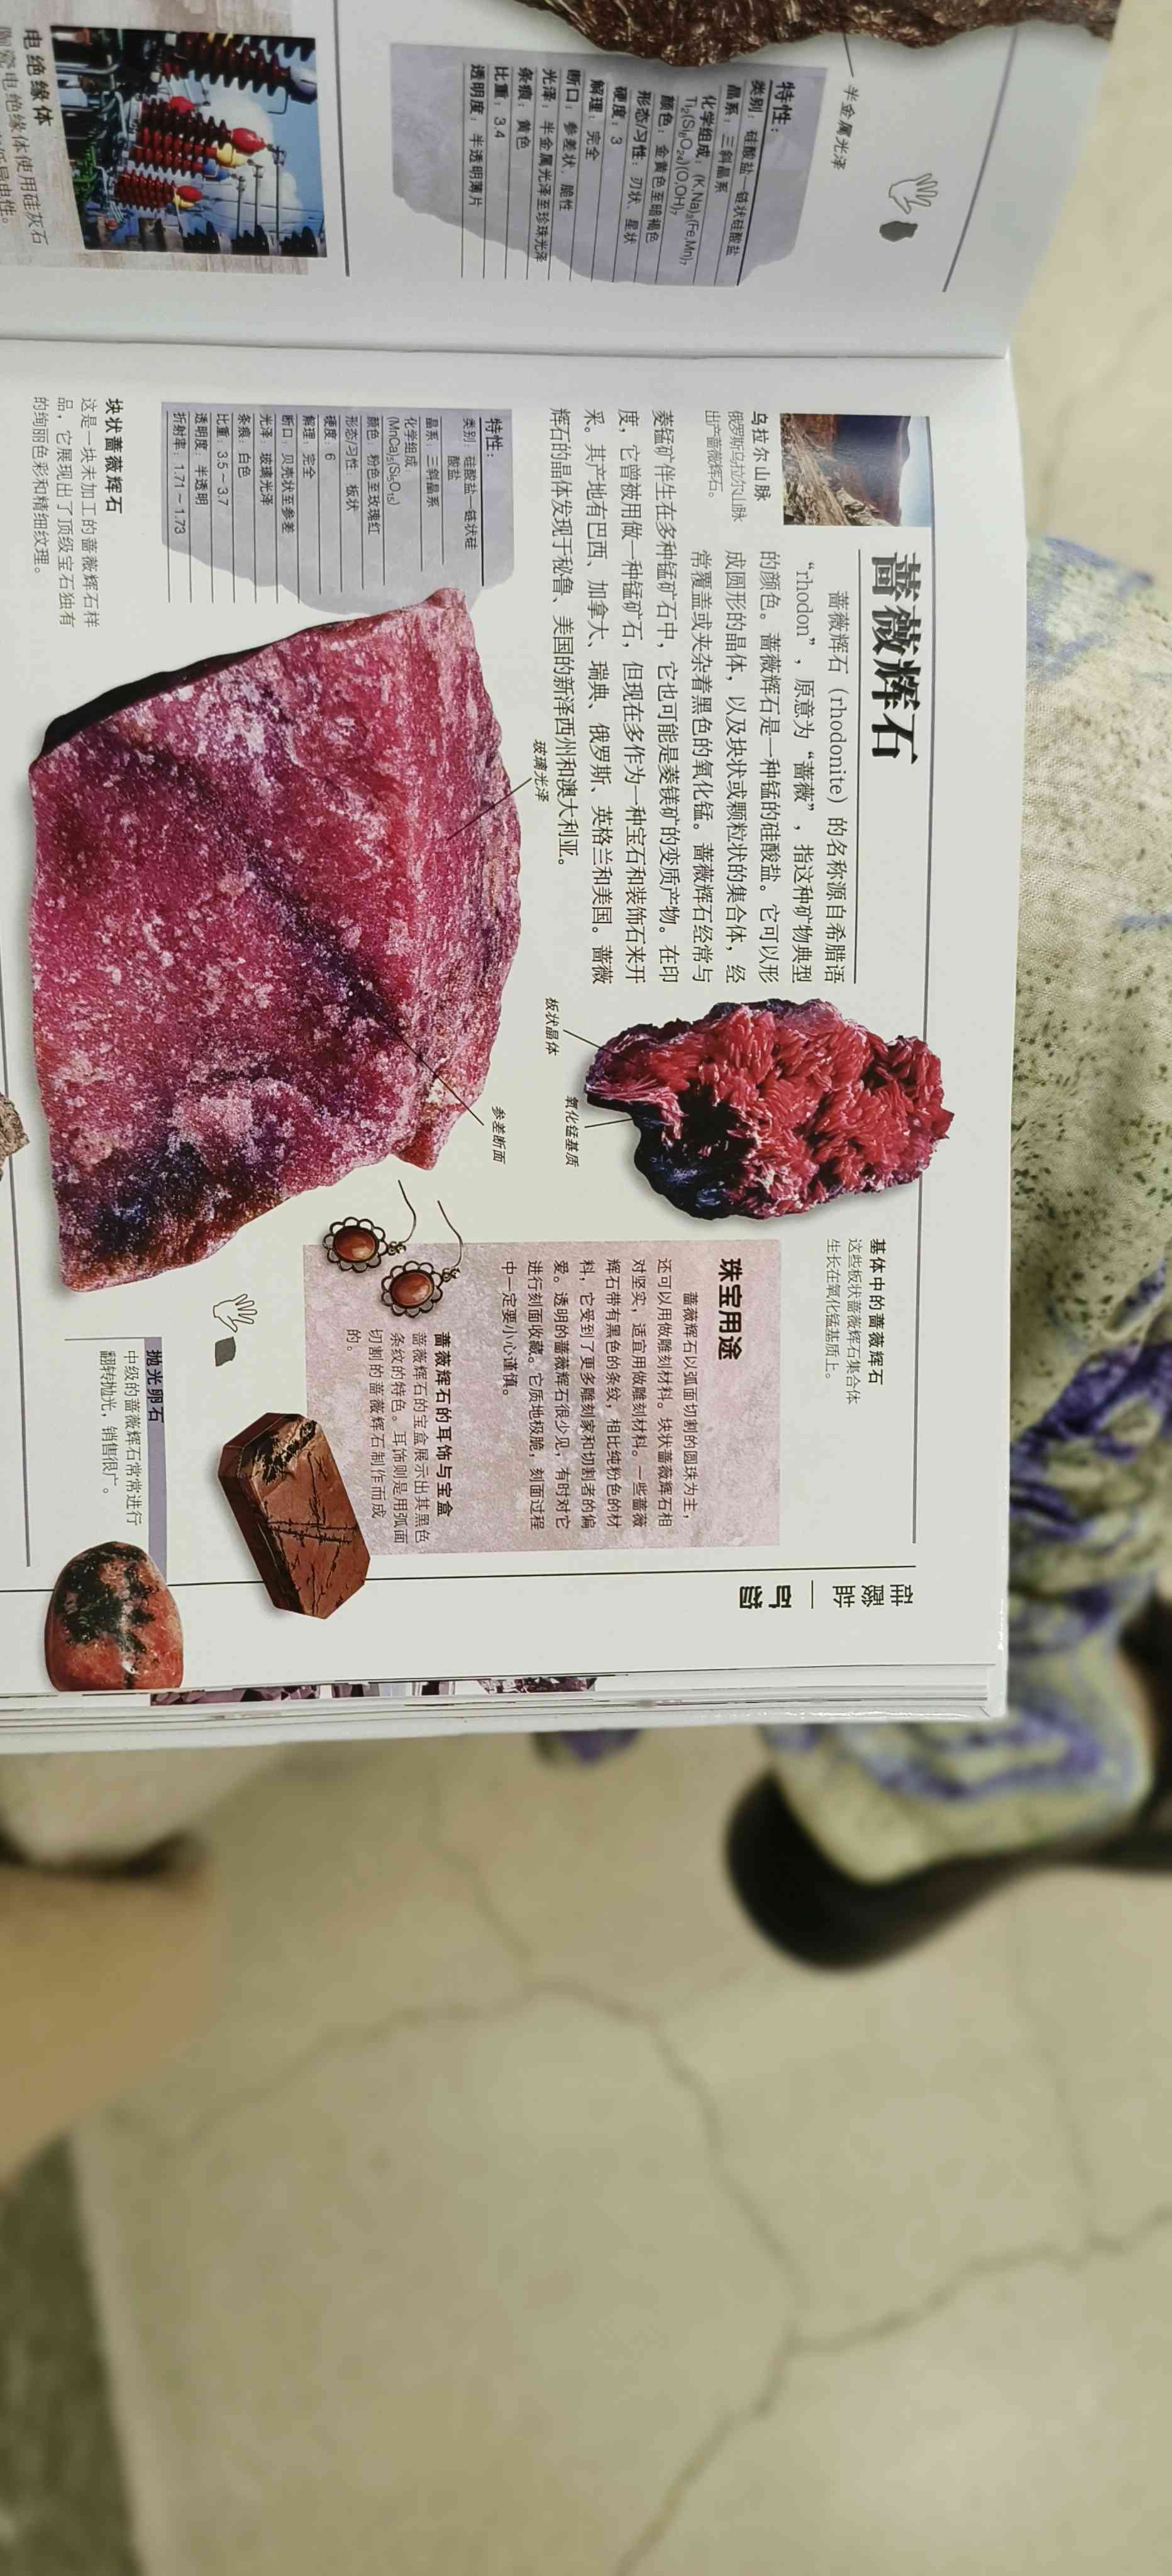 半金属光泽
特性：
类别：硅酸盐—链状硅酸盐
晶系：三斜晶系
化学组成：(K,Na)₃(Fe,Mn)₇
Ti₂(Si₈O₂₄)(O,OH)₇
颜色：金黄色至暗褐色
形态/习性：刃状、星状
硬度：3
解理：完全
断口：参差状，脆性
光泽：半金属光泽至珍珠光泽
条痕：黄色
比重：3.4
透明度：半透明薄片
电绝缘体
陶瓷电绝缘体使用硅灰石
蔷薇辉石
乌拉尔山脉
俄罗斯乌拉尔山脉
出产蔷薇辉石。
蔷薇辉石（rhodonite）的名称源自希腊语
“rhodon”，原意为“蔷薇”，指这种矿物典型
的颜色。蔷薇辉石是一种锰的硅酸盐。它可以形
成圆形的晶体，以及块状或颗粒状的集合体，经
常覆盖或夹杂着黑色的氧化锰。蔷薇辉石经常与
菱锰矿伴生在多种锰矿石中，它也可能是菱镁矿的变质产物。在印
度，它曾被用做一种锰矿石，但现在多作为一种宝石和装饰石来开
采。其产地有巴西、加拿大、瑞典、俄罗斯、英格兰和美国。蔷薇
辉石的晶体发现于秘鲁、美国的新泽西州和澳大利亚。
特性：
类别：硅酸盐—链状硅
酸盐
晶系：三斜晶系
化学组成：
(MnCa)₅(Si₅O₁₅)
颜色：粉色至玫瑰红
形态/习性：板状
硬度：6
解理：完全
断口：贝壳状至参差
光泽：玻璃光泽
条痕：白色
比重：3.5～3.7
透明度：半透明
折射率：1.71～1.73
块状蔷薇辉石
这是一块未加工的蔷薇辉石样
品，它展现出了顶级宝石独有
的绚丽色彩和精细纹理。
玻璃光泽
板状晶体
氧化锰基质
参差断面
基体中的蔷薇辉石
这些板状蔷薇辉石集合体
生长在氧化锰基质上。
珠宝用途
蔷薇辉石以弧面切割的圆珠为主，
还可以用做雕刻材料。块状蔷薇辉石相
对坚实，适宜用做雕刻材料。一些蔷薇
辉石带有黑色的条纹，相比纯粉色的材
料，它受到了更多雕刻家和切割者的偏
爱。透明的蔷薇辉石很少见，有时对它
进行刻面收藏。它质地极脆，刻面过程
中一定要小心谨慎。
蔷薇辉石的耳饰与宝盒
蔷薇辉石的宝盒展示出其黑色
条纹的特色。耳饰则是用弧面
切割的蔷薇辉石制作而成
的。
抛光卵石
中级的蔷薇辉石常常进行
翻转抛光，销售很广。
矿物